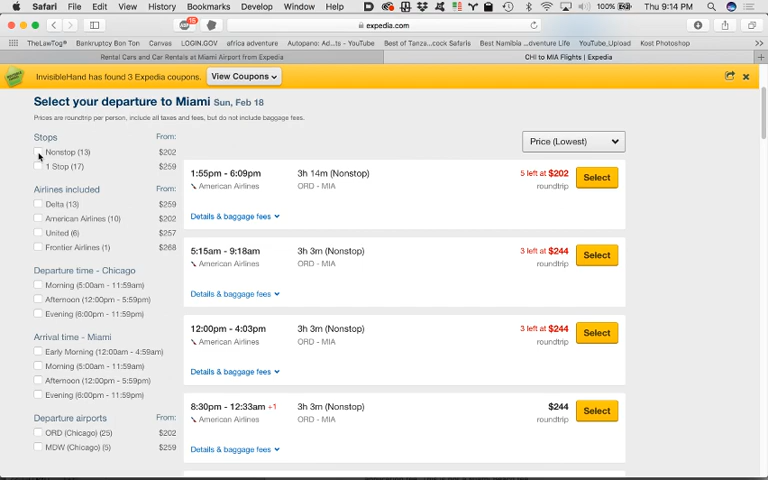 Safari File Edit View History Bookmarks Develop Window Help 100% Thu 9:14 PM
15
expedia.com
TheLawTog® Bankruptcy Bon Ton Canvas LOGIN.GOV africa adventure Autopano: Ad...ts - YouTube Best of Tanza...ock Safaris Best Namibia ...dventure Life YouTube_Upload Kost Photoshop
Rental Cars and Car Rentals at Miami Airport from Expedia
CHI to MIA Flights | Expedia
InvisibleHand has found 3 Expedia coupons. View Coupons
Select your departure to Miami Sun, Feb 18
Prices are roundtrip per person, include all taxes and fees, but do not include baggage fees.
Stops From:
Nonstop (13) $202
1 Stop (17) $259
Airlines included From:
Delta (13) $259
American Airlines (10) $202
United (6) $257
Frontier Airlines (1) $268
Departure time - Chicago
Morning (5:00am - 11:59am)
Afternoon (12:00pm - 5:59pm)
Evening (6:00pm - 11:59pm)
Arrival time - Miami
Early Morning (12:00am - 4:59am)
Morning (5:00am - 11:59am)
Afternoon (12:00pm - 5:59pm)
Evening (6:00pm - 11:59pm)
Departure airports From:
ORD (Chicago) (25) $202
MDW (Chicago) (5) $259
Price (Lowest)
1:55pm - 6:09pm 3h 14m (Nonstop) 5 left at $202 Select
American Airlines ORD - MIA roundtrip
Details & baggage fees
5:15am - 9:18am 3h 3m (Nonstop) 3 left at $244 Select
American Airlines ORD - MIA roundtrip
Details & baggage fees
12:00pm - 4:03pm 3h 3m (Nonstop) 3 left at $244 Select
American Airlines ORD - MIA roundtrip
Details & baggage fees
8:30pm - 12:33am +1 3h 3m (Nonstop) $244 Select
American Airlines ORD - MIA roundtrip
Details & baggage fees